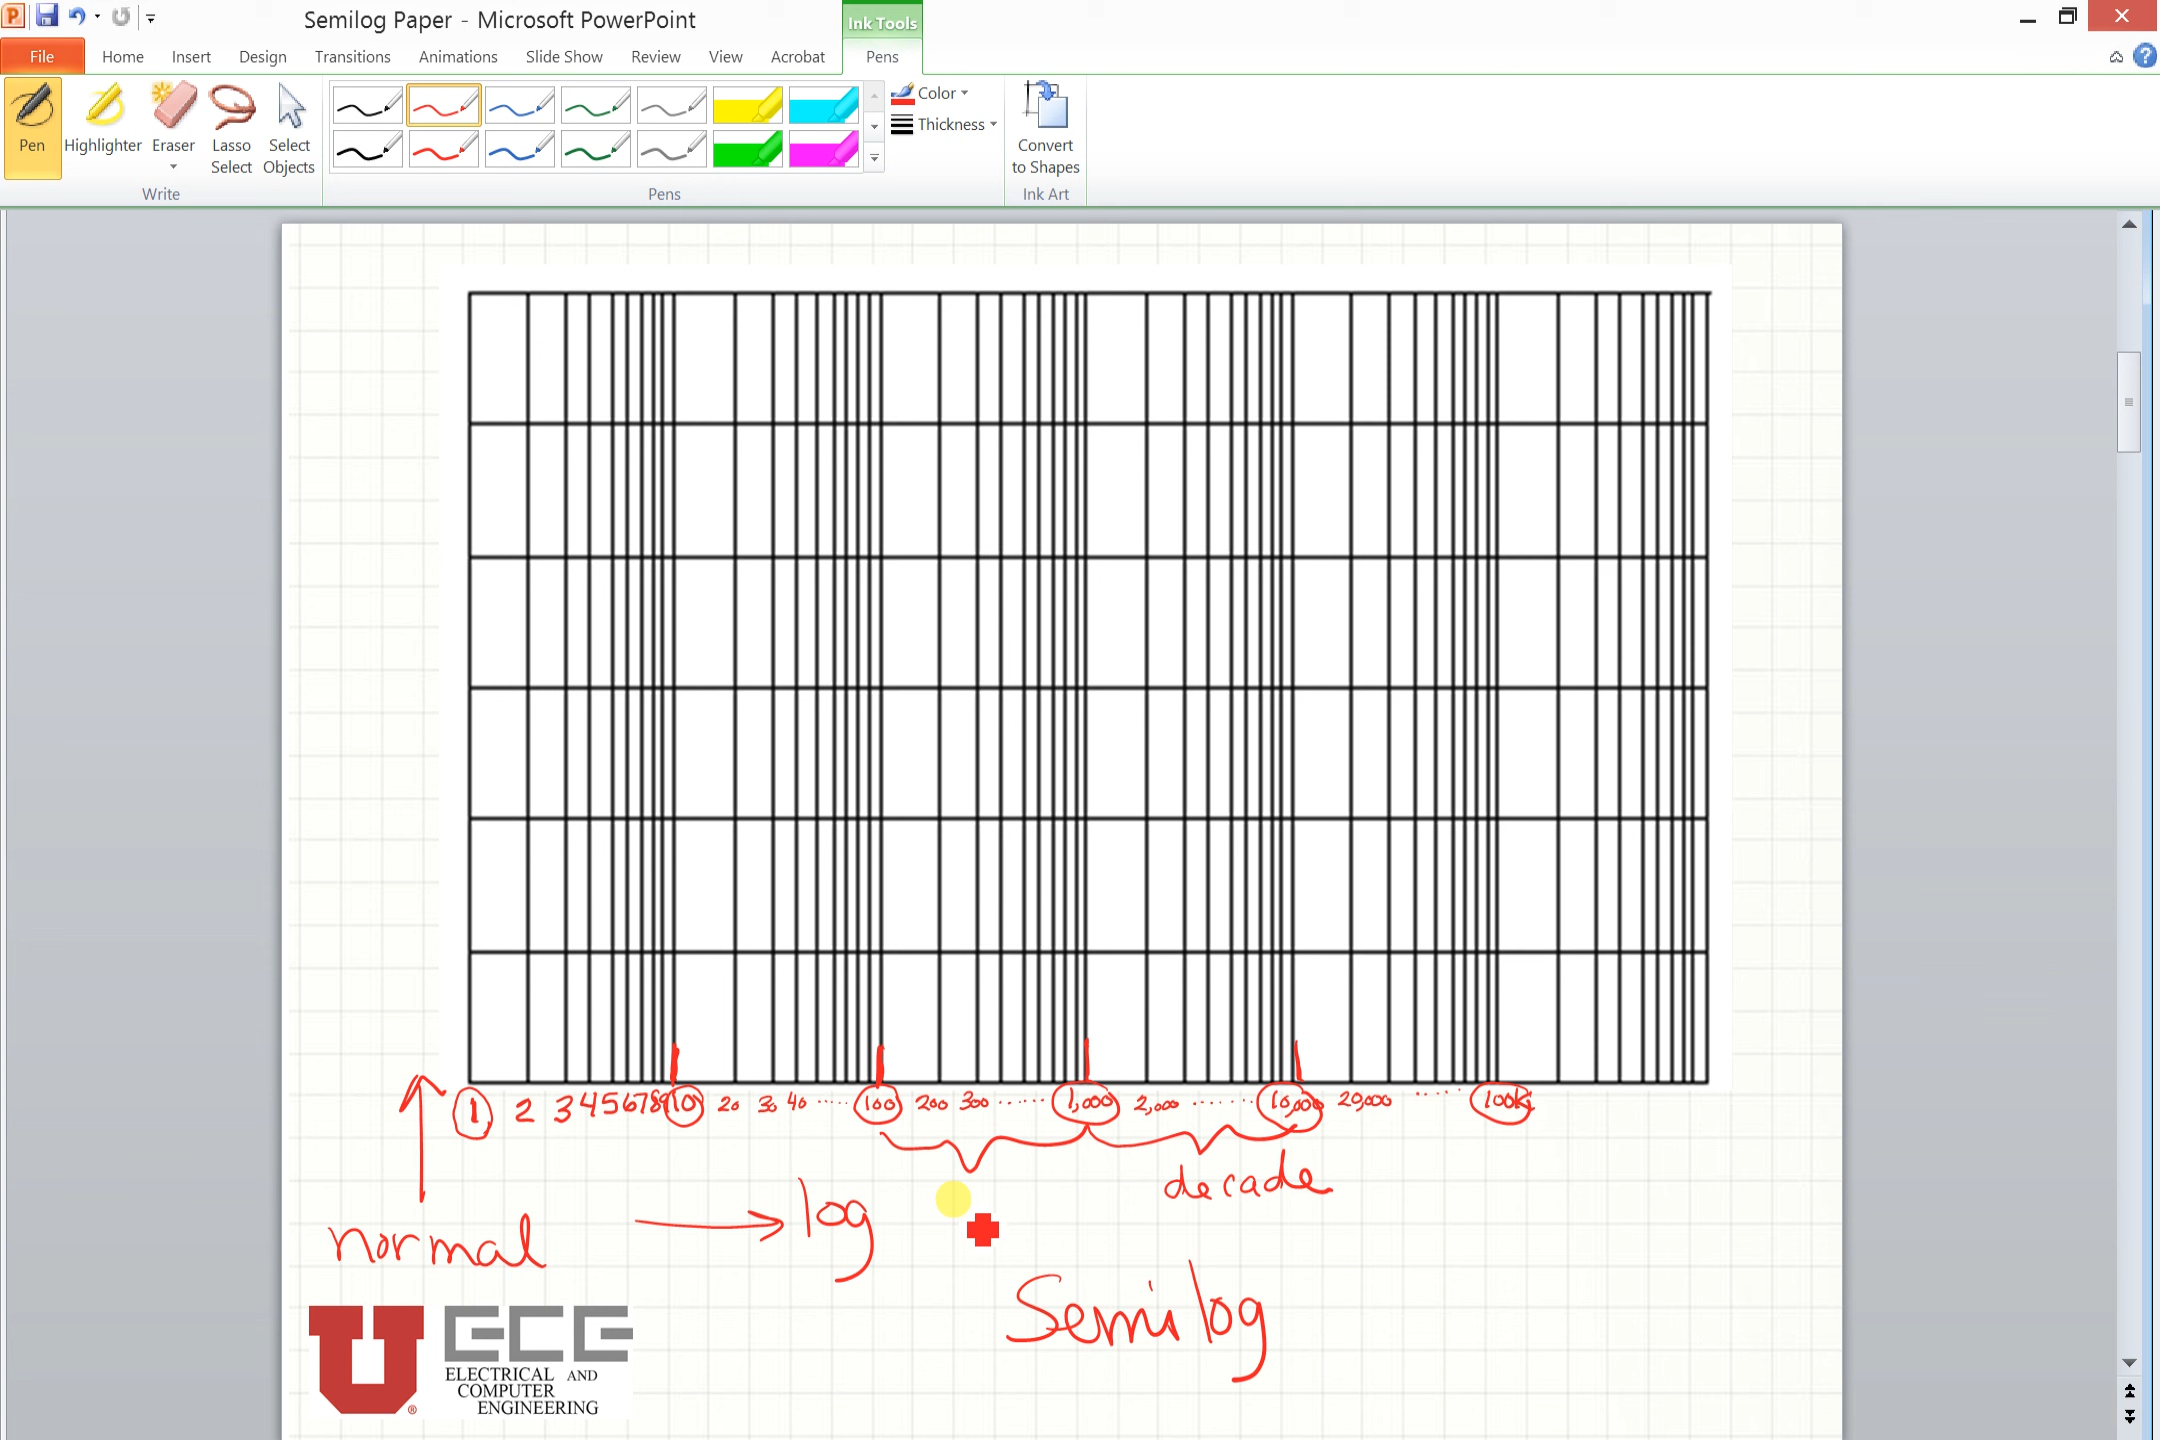 Semilog Paper - Microsoft PowerPoint
Ink Tools
File Home Insert Design Transitions Animations Slide Show Review View Acrobat Pens
Pen Highlighter Eraser Lasso Select Select Objects
Color
Thickness
Convert to Shapes
Write Pens Ink Art
1 2 3 4 5 6 7 8 9 10 20 30 40 ..... 100 200 300 ...... 1,000 2,000 ....... 10,000 20,000 ...... 100k
decade
normal → log
Semilog
U ECE
ELECTRICAL AND
COMPUTER
ENGINEERING